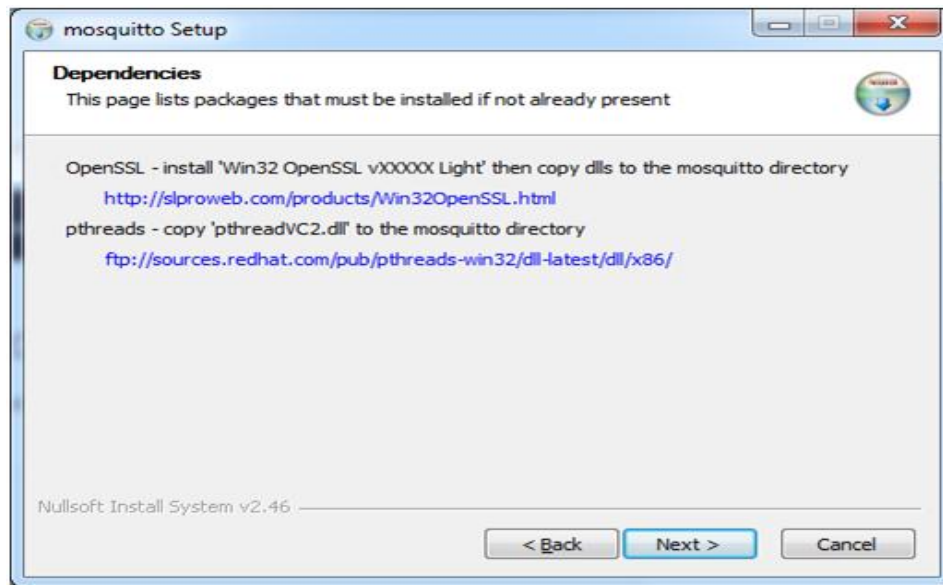 mosquitto Setup
Dependencies
This page lists packages that must be installed if not already present
OpenSSL - install 'Win32 OpenSSL vXXXXX Light' then copy dlls to the mosquitto directory
http://slproweb.com/products/Win32OpenSSL.html
pthreads - copy 'pthreadVC2.dll' to the mosquitto directory
ftp://sources.redhat.com/pub/pthreads-win32/dll-latest/dll/x86/
Nullsoft Install System v2.46
< Back
Next >
Cancel